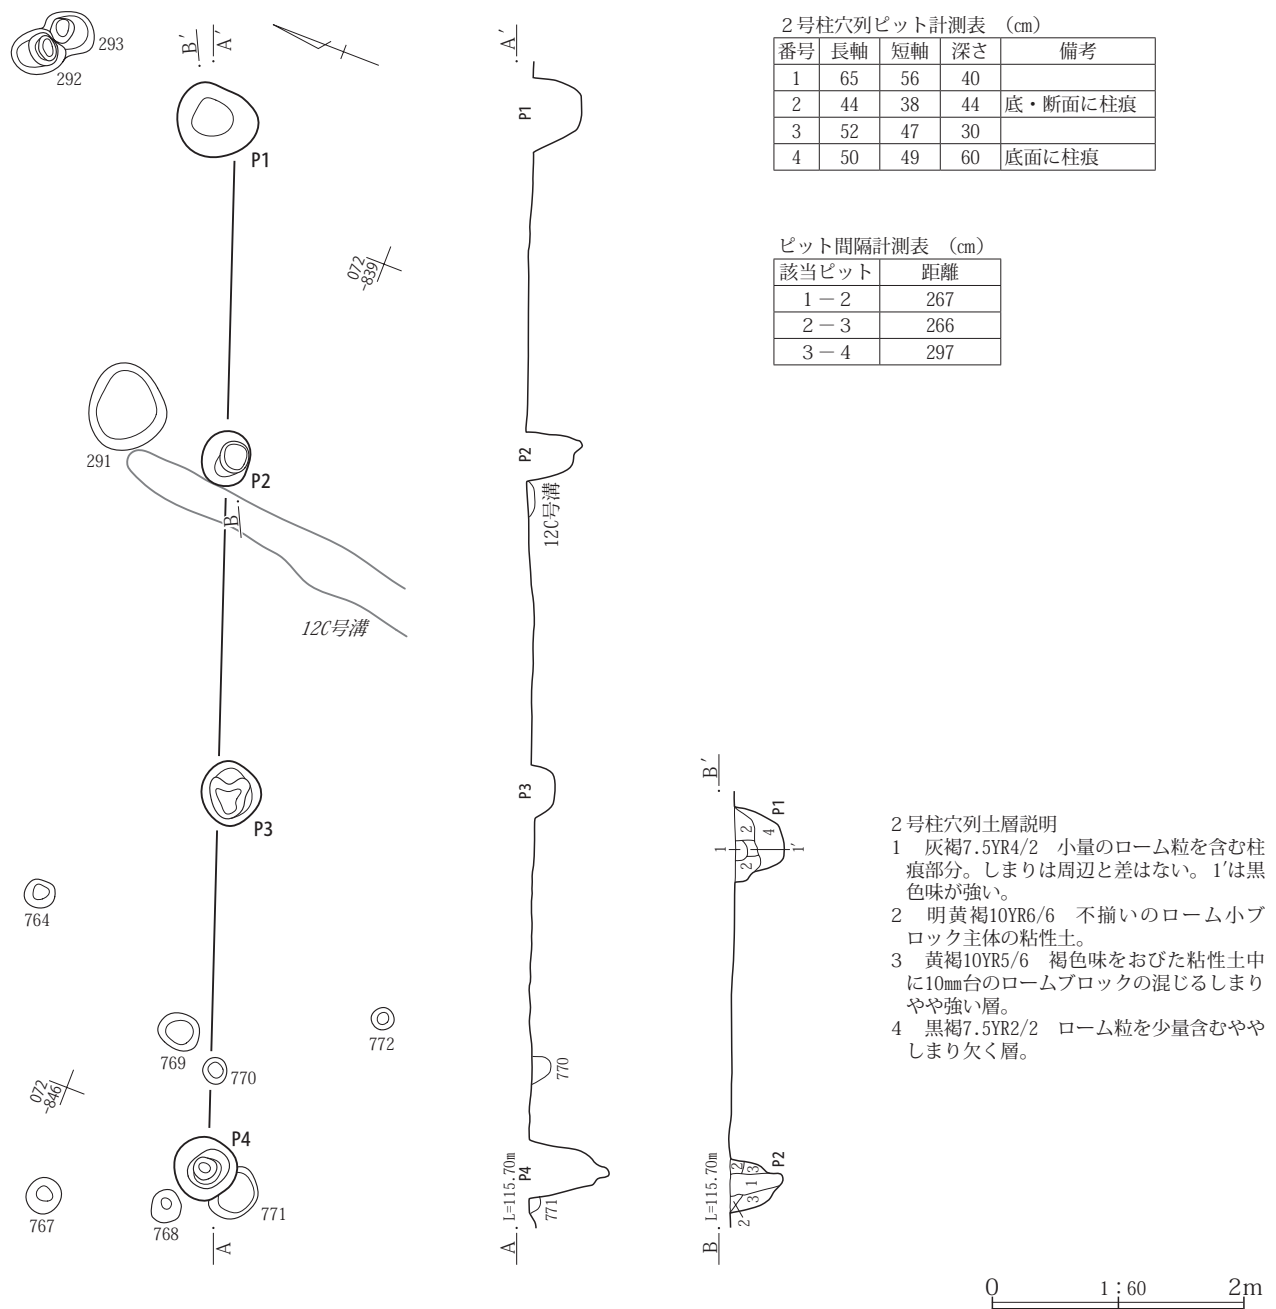 293
292
B′
A′
P1
072
-839
291
P2
B
12C号溝
P3
764
769
770
772
072
-846
P4
767
768
771
A
A′
P1
P2
12C号溝
P3
770
P4
L=115.70m
771
A
２号柱穴列ピット計測表　（㎝）
番号 長軸 短軸 深さ 備考
1 65 56 40
2 44 38 44 底・断面に柱痕
3 52 47 30
4 50 49 60 底面に柱痕
ピット間隔計測表　（㎝）
該当ピット 距離
１－２ 267
２－３ 266
３－４ 297
B′
P1
2
4
1
1′
2
P2
L=115.70m
2
3
1
3
2
B
２号柱穴列土層説明
１　灰褐7.5YR4/2　小量のローム粒を含む柱
痕部分。しまりは周辺と差はない。1′は黒
色味が強い。
２　明黄褐10YR6/6　不揃いのローム小ブ
ロック主体の粘性土。
３　黄褐10YR5/6　褐色味をおびた粘性土中
に10㎜台のロームブロックの混じるしまり
やや強い層。
４　黒褐7.5YR2/2　ローム粒を少量含むやや
しまり欠く層。
0 1：60 2m